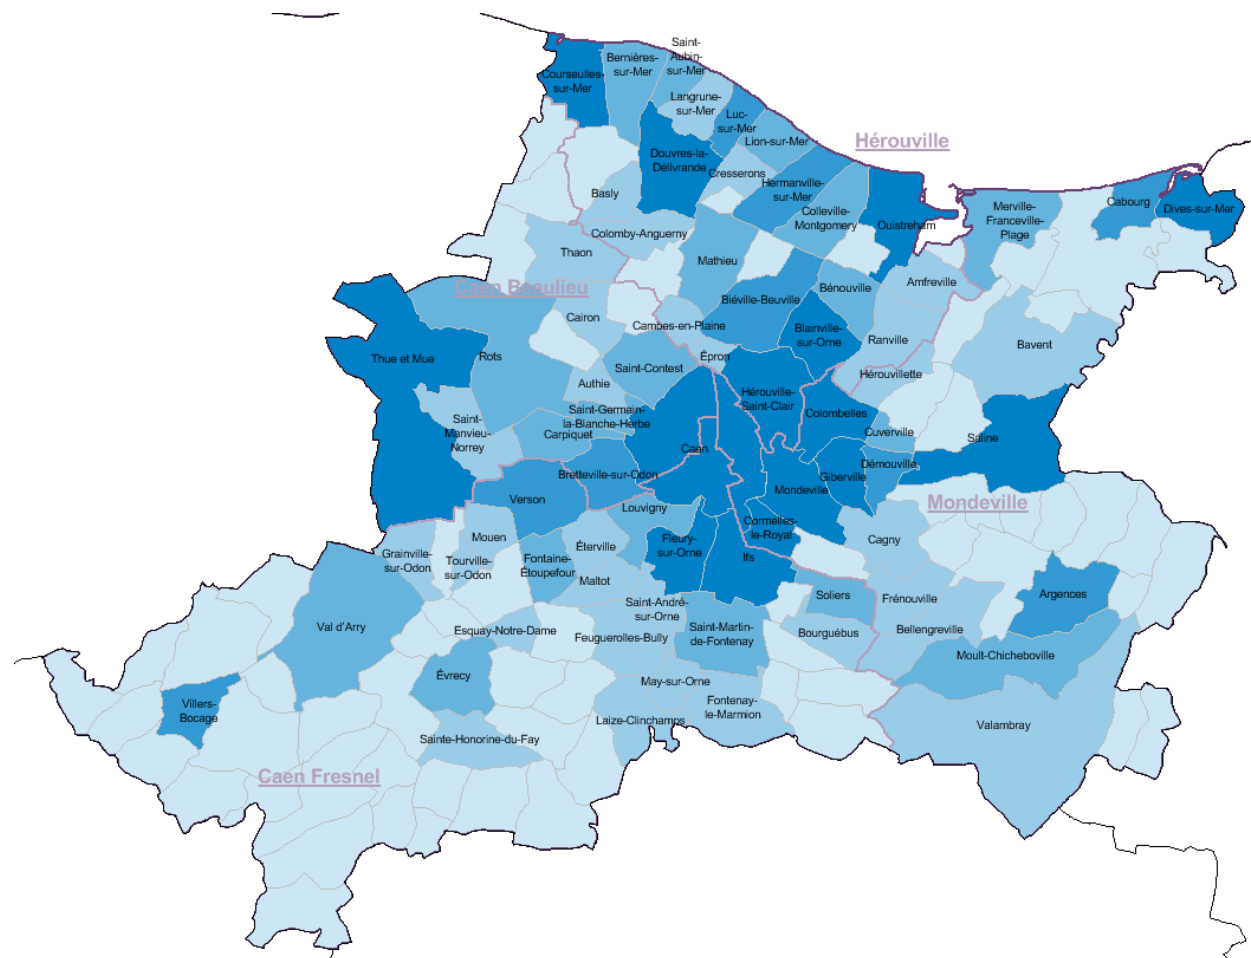 Saint-
Aubin-
sur-Mer
Bernières-
sur-Mer
Courseulles-
sur-Mer
Langrune-
sur-Mer
Luc-
sur-Mer
Lion-sur-Mer
Hérouville
Douvres-la-
Délivrande
Cresserons
Hermanville-
sur-Mer
Basly
Colleville-
Montgomery
Ouistreham
Merville-
Franceville-
Plage
Cabourg
Dives-sur-Mer
Colomby-Anguerny
Thaon
Mathieu
Caen Beaulieu
Bénouville
Amfreville
Biéville-Beuville
Cairon
Cambes-en-Plaine
Blainville-
sur-Orne
Ranville
Bavent
Thue et Mue
Rots
Épron
Saint-Contest
Authie
Hérouvillette
Hérouville-
Saint-Clair
Colombelles
Saint-
Manvieu-
Norrey
Saint-Germain-
la-Blanche-Herbe
Carpiquet
Cuverville
Saline
Caen
Démouville
Bretteville-sur-Odon
Giberville
Mondeville
Verson
Mondeville
Louvigny
Cormelles-
le-Royal
Mouen
Cagny
Grainville-
sur-Odon
Tourville-
sur-Odon
Fontaine-
Étoupefour
Éterville
Fleury-
sur-Orne
Ifs
Maltot
Soliers
Frénouville
Argences
Saint-André-
sur-Orne
Val d'Arry
Esquay-Notre-Dame
Feuguerolles-Bully
Saint-Martin-
de-Fontenay
Bourguébus
Bellengreville
Moult-Chicheboville
Évrecy
May-sur-Orne
Villers-
Bocage
Fontenay-
le-Marmion
Laize-Clinchamps
Valambray
Sainte-Honorine-du-Fay
Caen Fresnel